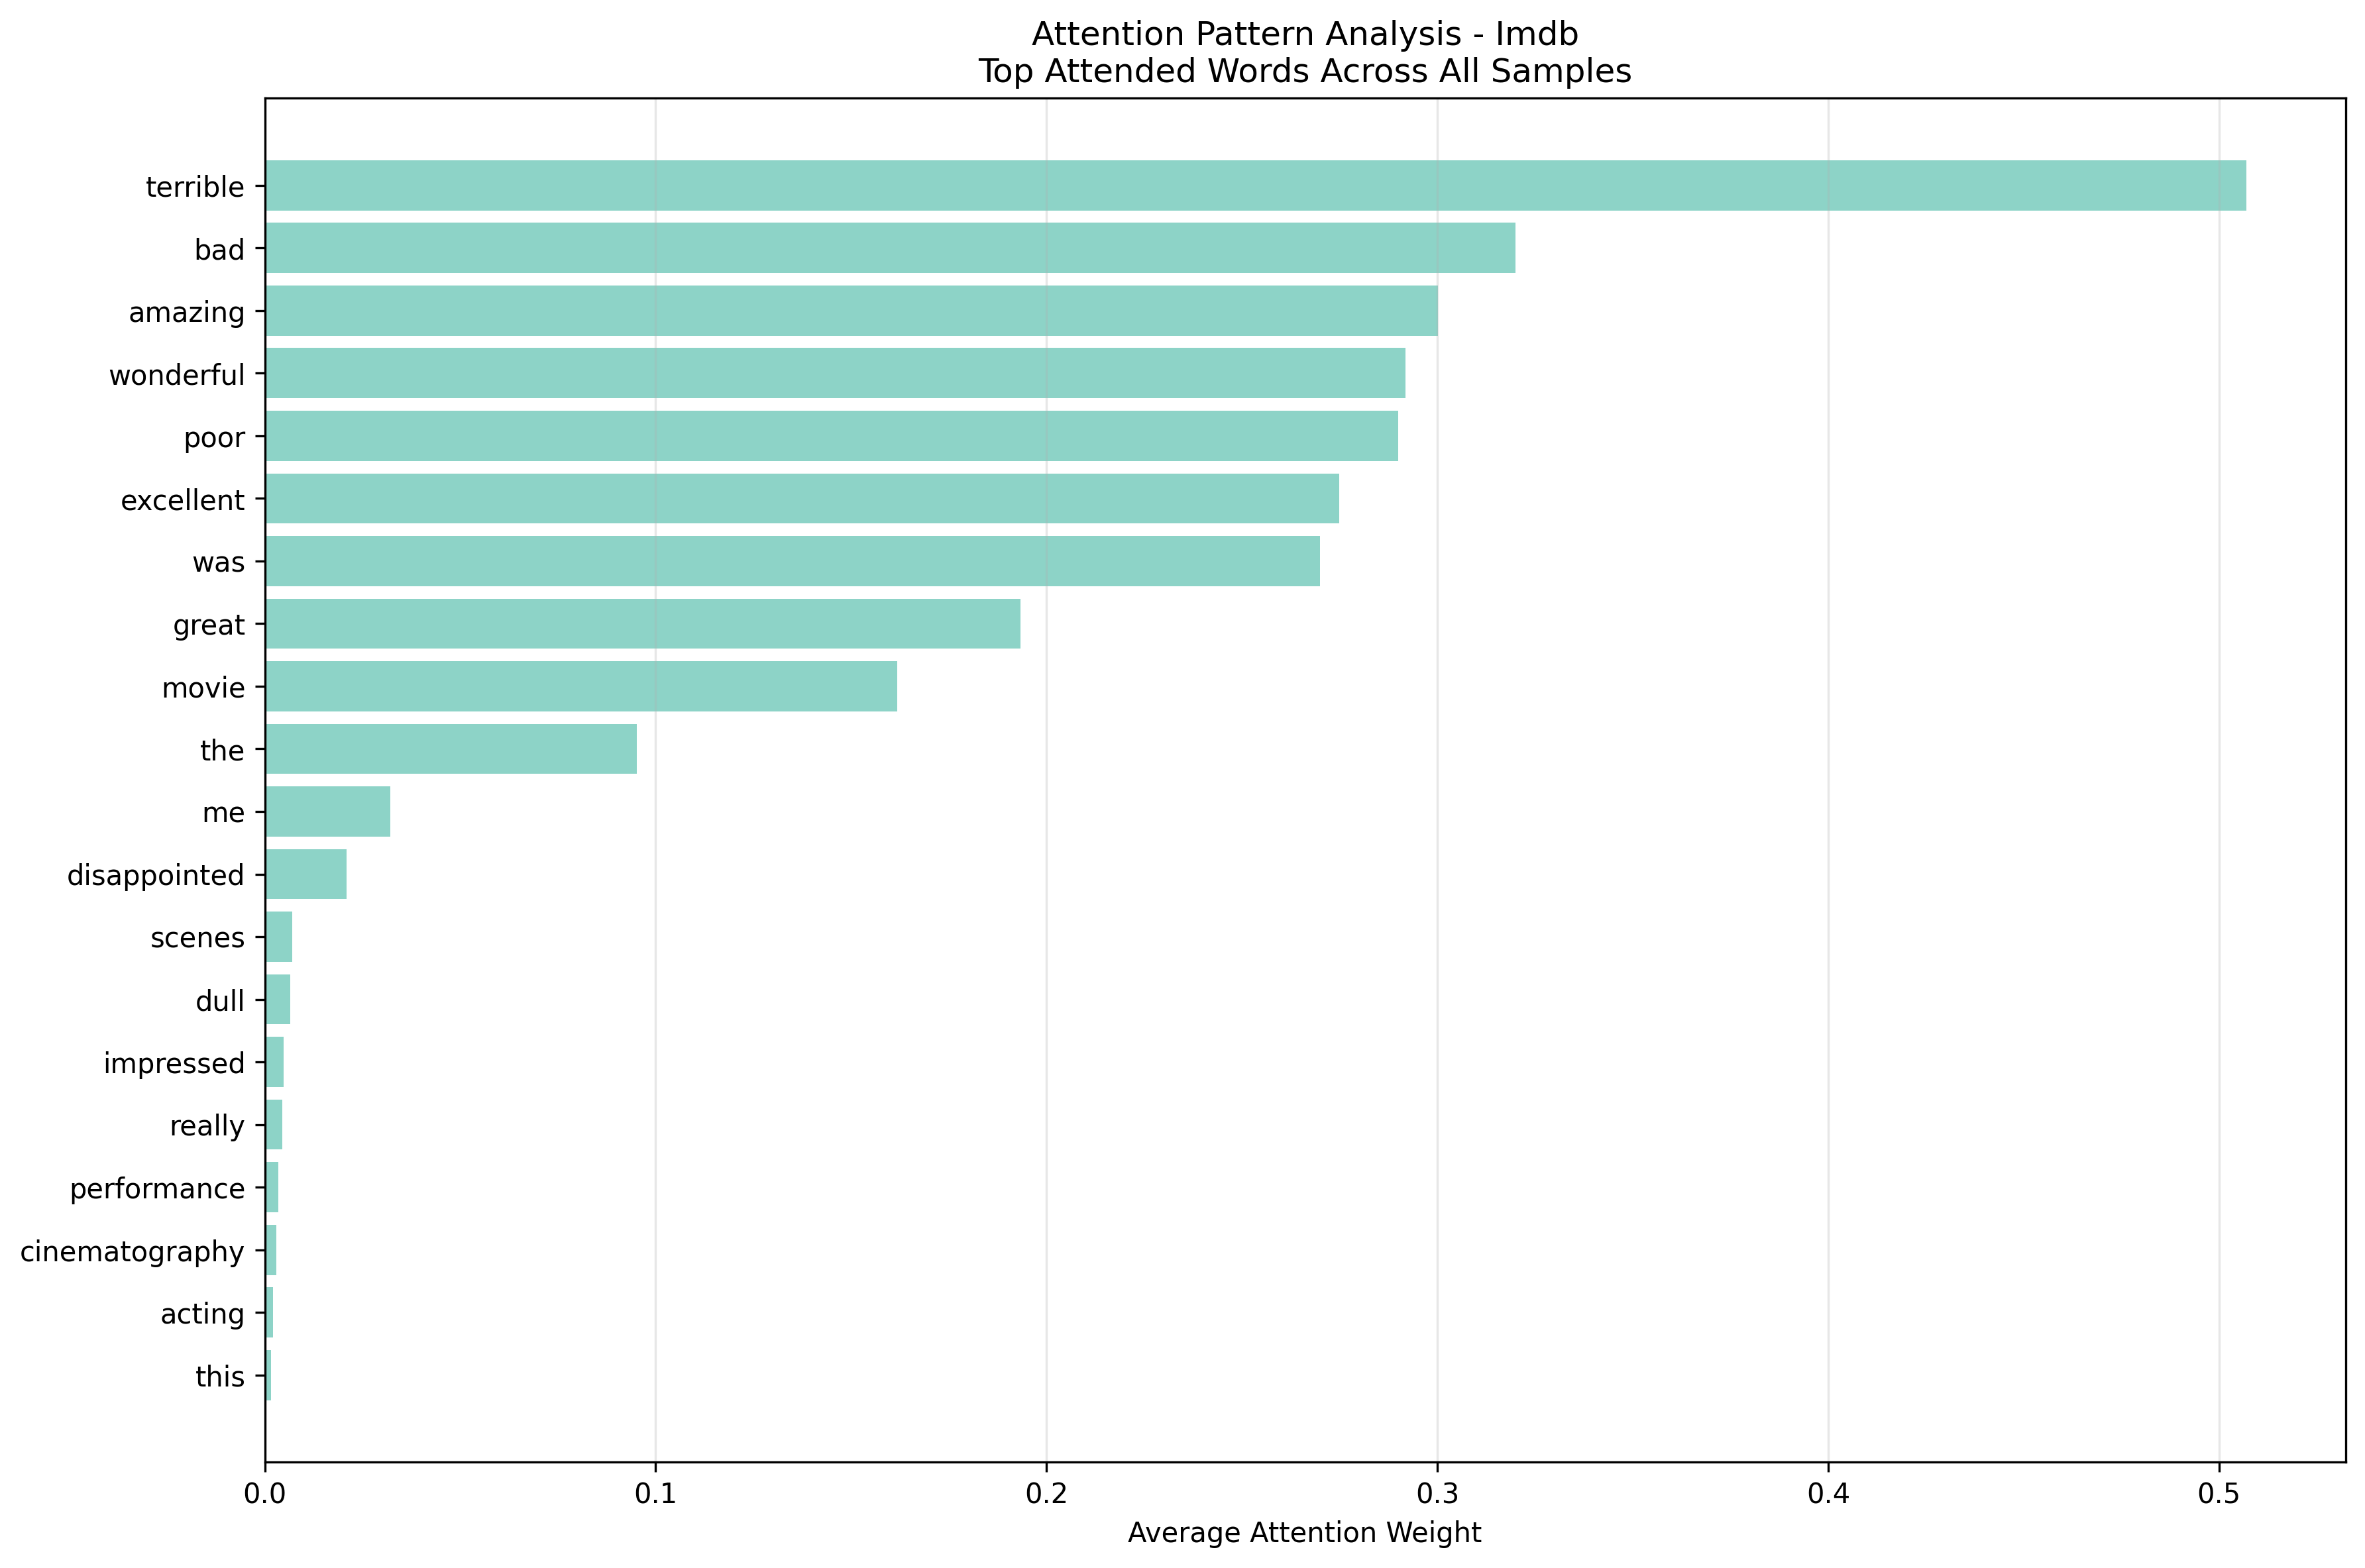 Attention Pattern Analysis - Imdb
Top Attended Words Across All Samples
terrible
bad
amazing
wonderful
poor
excellent
was
great
movie
the
me
disappointed
scenes
dull
impressed
really
performance
cinematography
acting
this
0.0 0.1 0.2 0.3 0.4 0.5
Average Attention Weight